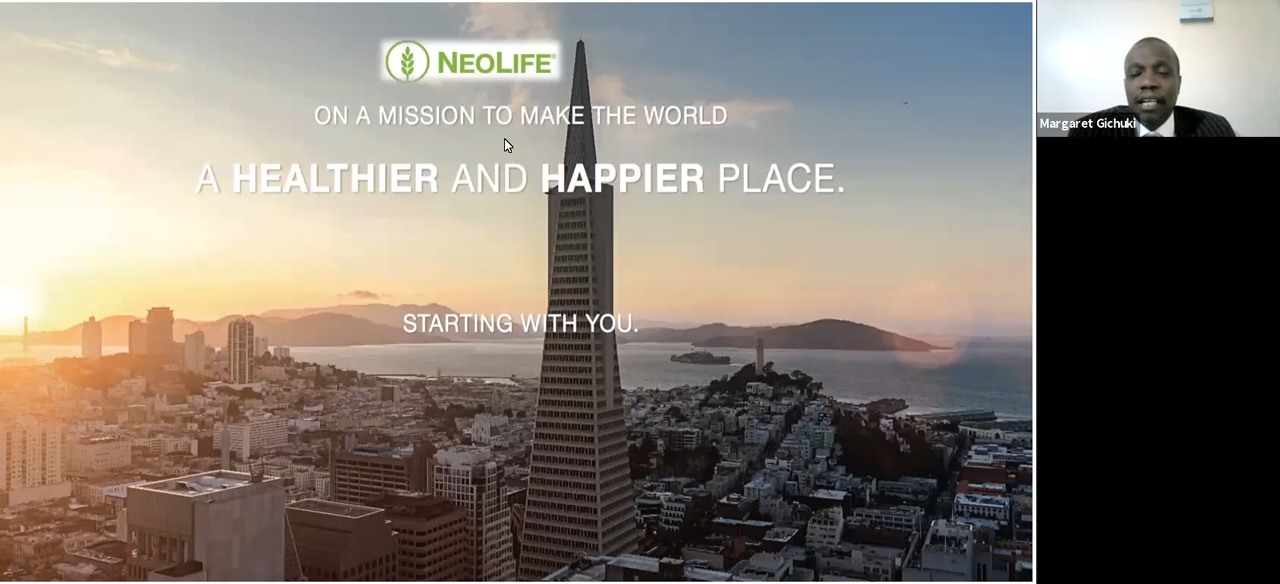 NEOLIFE
ON A MISSION TO MAKE THE WORLD
A HEALTHIER AND HAPPIER PLACE.
STARTING WITH YOU.
Margaret Gichuki